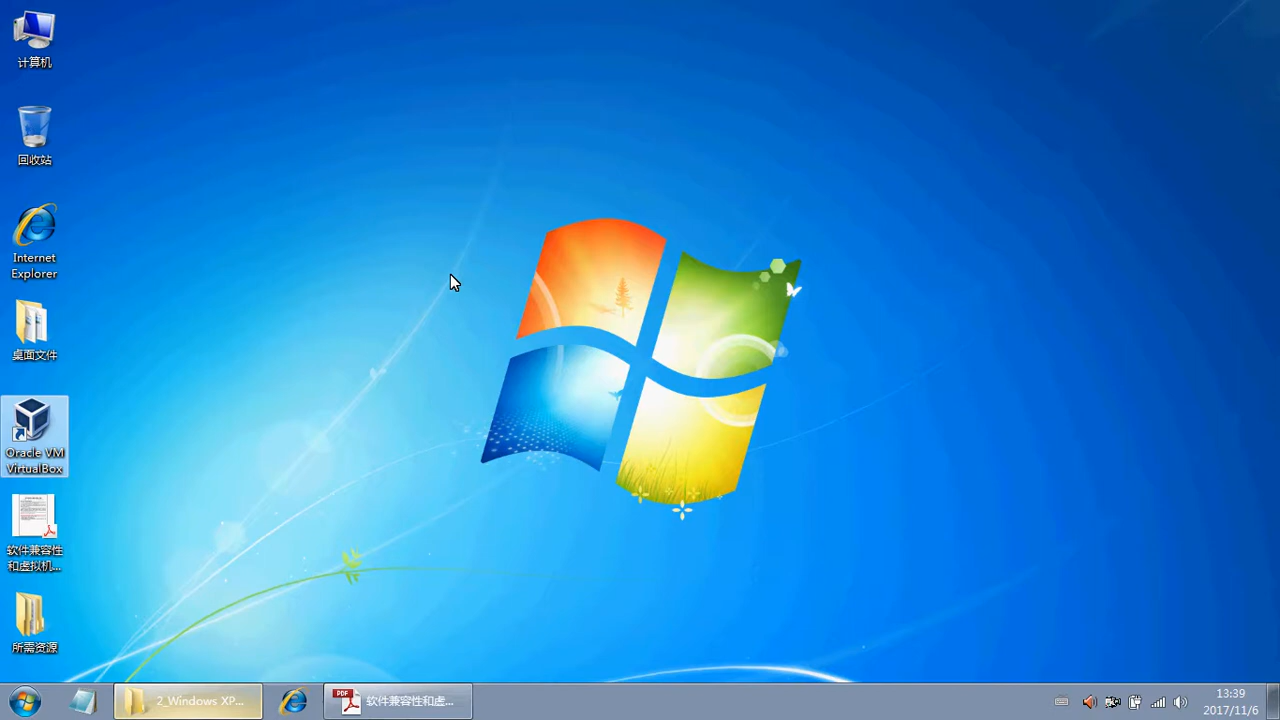 计算机
回收站
Internet
Explorer
桌面文件
Oracle VM
VirtualBox
软件兼容性
和虚拟机...
所需资源
2_Windows XP...
PDF
软件兼容性和虚...
13:39
2017/11/6